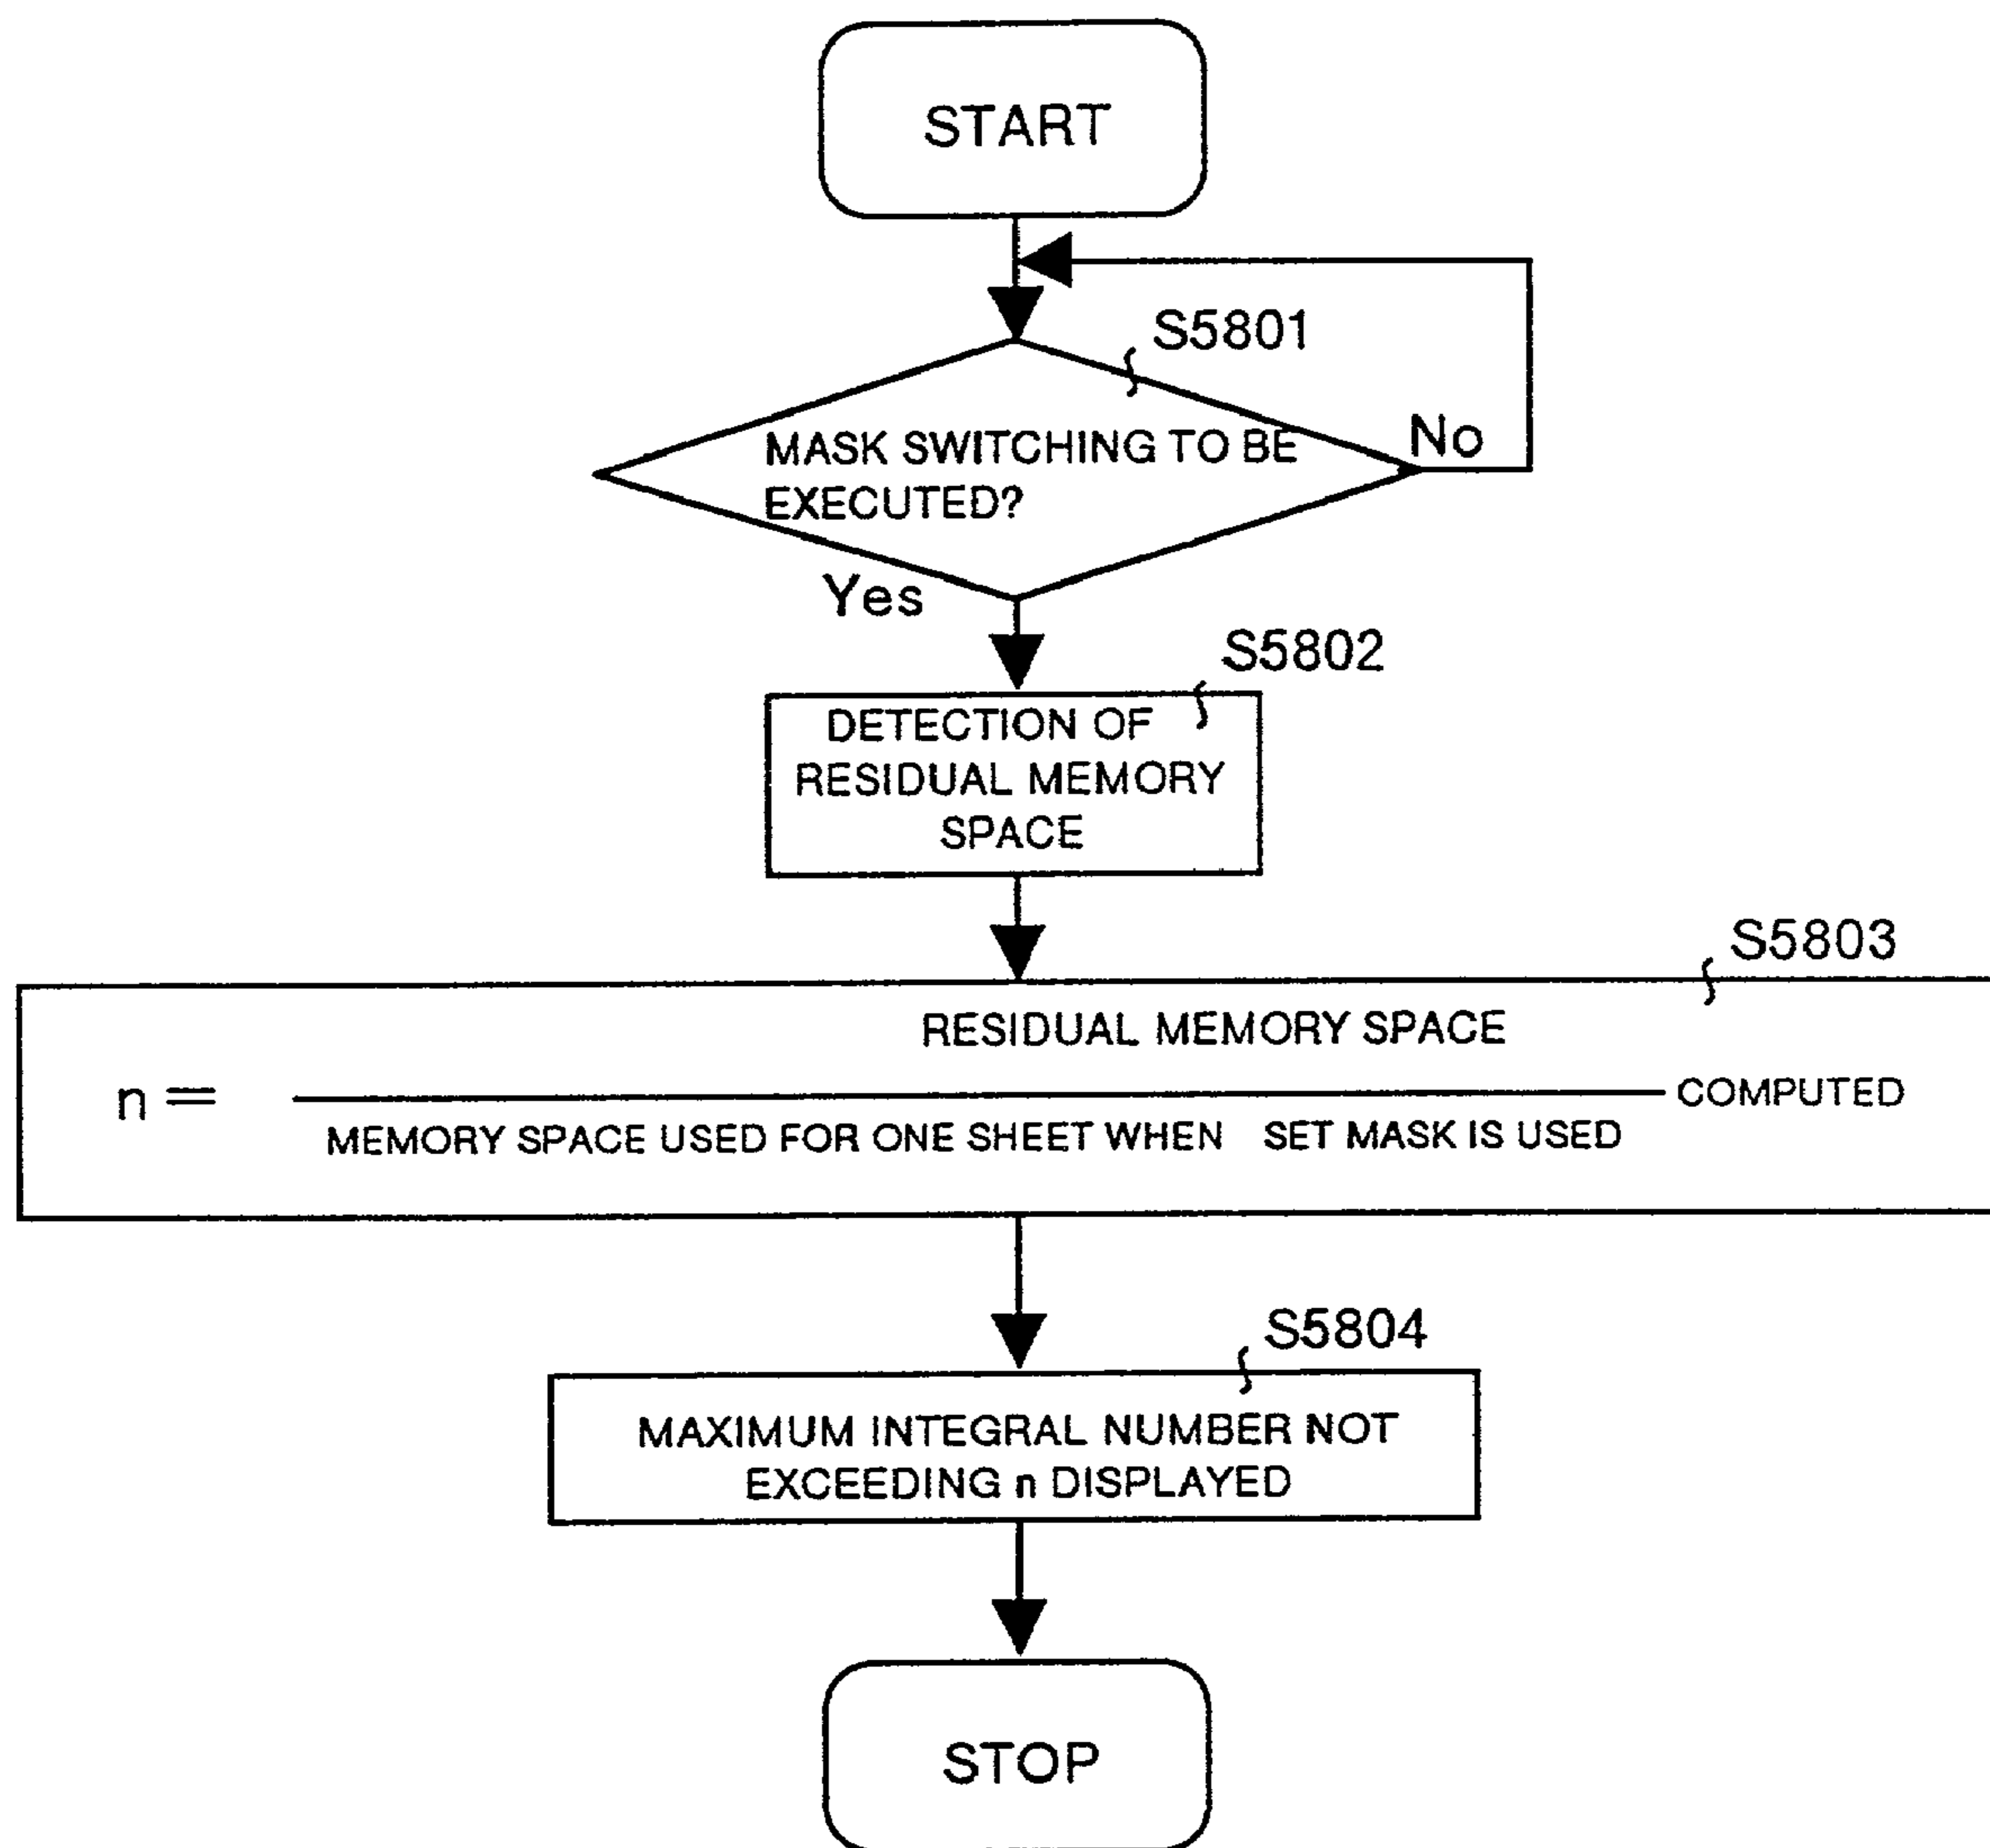 START
S5801
MASK SWITCHING TO BE
EXECUTED?
No
Yes
S5802
DETECTION OF
RESIDUAL MEMORY
SPACE
S5803
RESIDUAL MEMORY SPACE
n =
COMPUTED
MEMORY SPACE USED FOR ONE SHEET WHEN SET MASK IS USED
S5804
MAXIMUM INTEGRAL NUMBER NOT
EXCEEDING n DISPLAYED
STOP